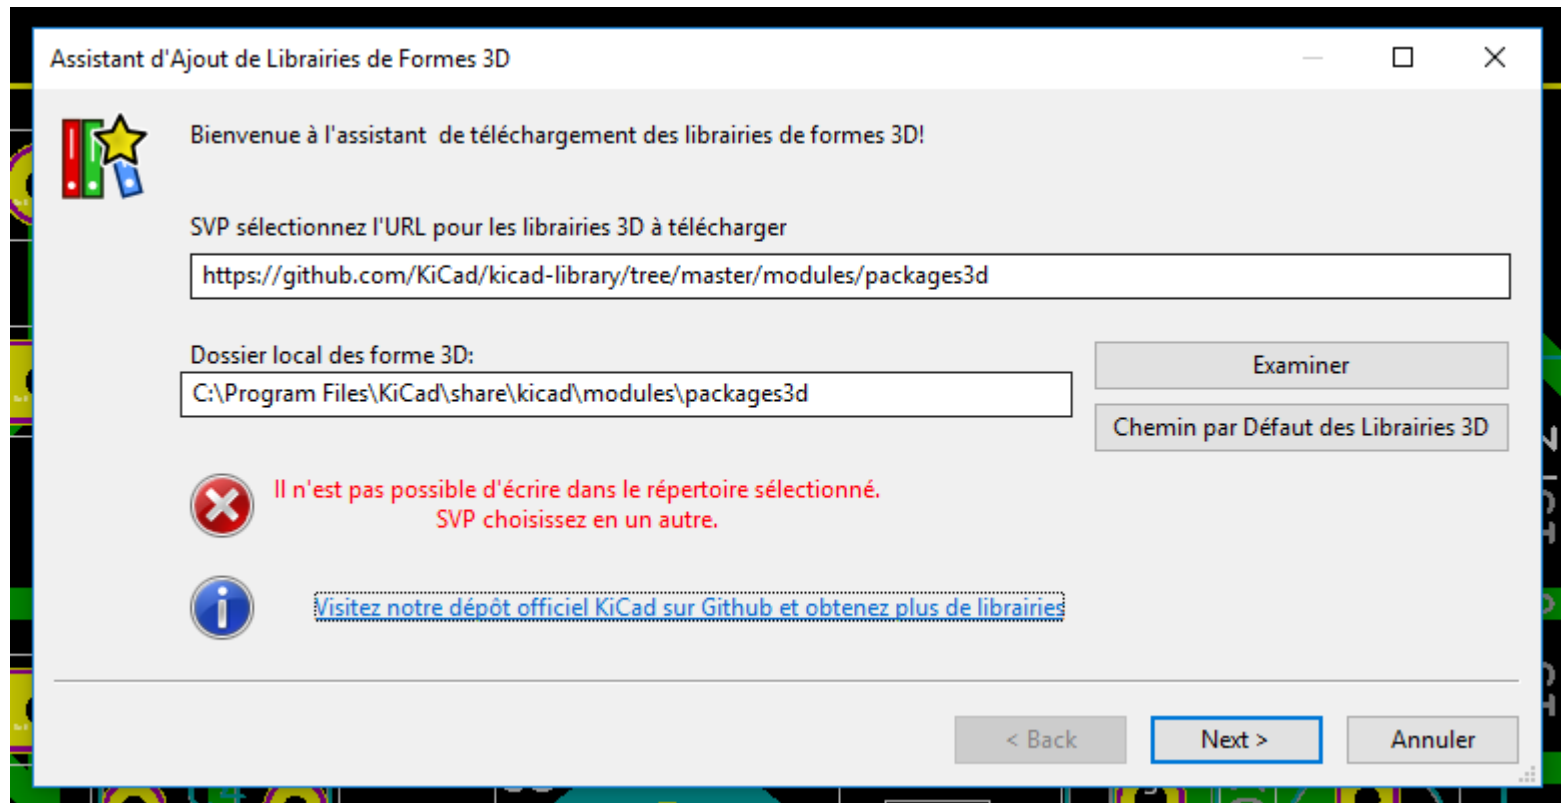 Assistant d'Ajout de Librairies de Formes 3D
Bienvenue à l'assistant  de téléchargement des librairies de formes 3D!
SVP sélectionnez l'URL pour les librairies 3D à télécharger
https://github.com/KiCad/kicad-library/tree/master/modules/packages3d
Dossier local des forme 3D:
Examiner
C:\Program Files\KiCad\share\kicad\modules\packages3d
Chemin par Défaut des Librairies 3D
Il n'est pas possible d'écrire dans le répertoire sélectionné.
SVP choisissez en un autre.
Visitez notre dépôt officiel KiCad sur Github et obtenez plus de librairies
< Back
Next >
Annuler